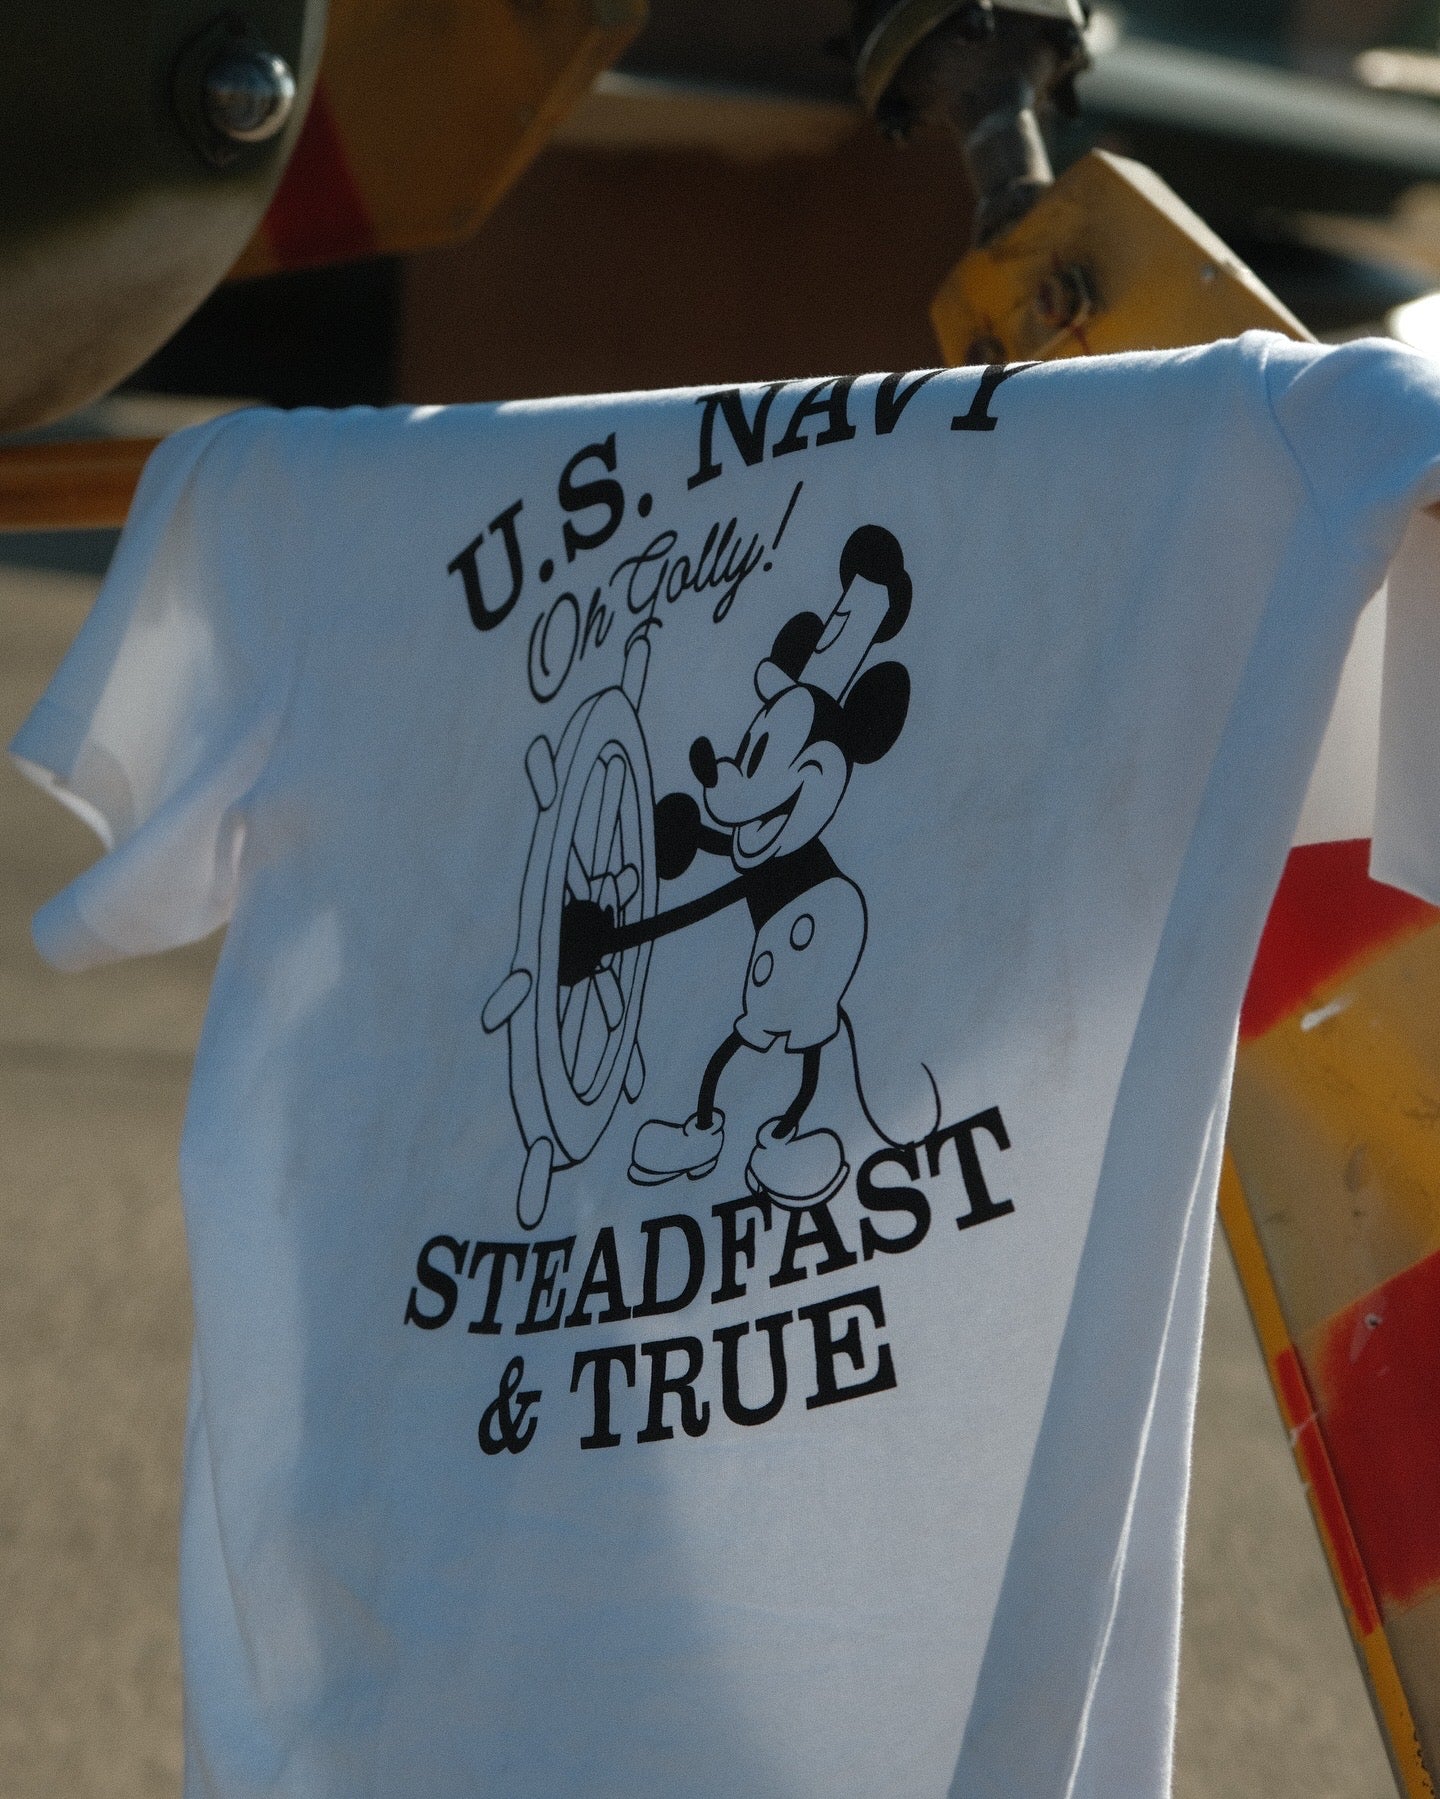 U.S. NAVY
Oh Golly!
STEADFAST
& TRUE